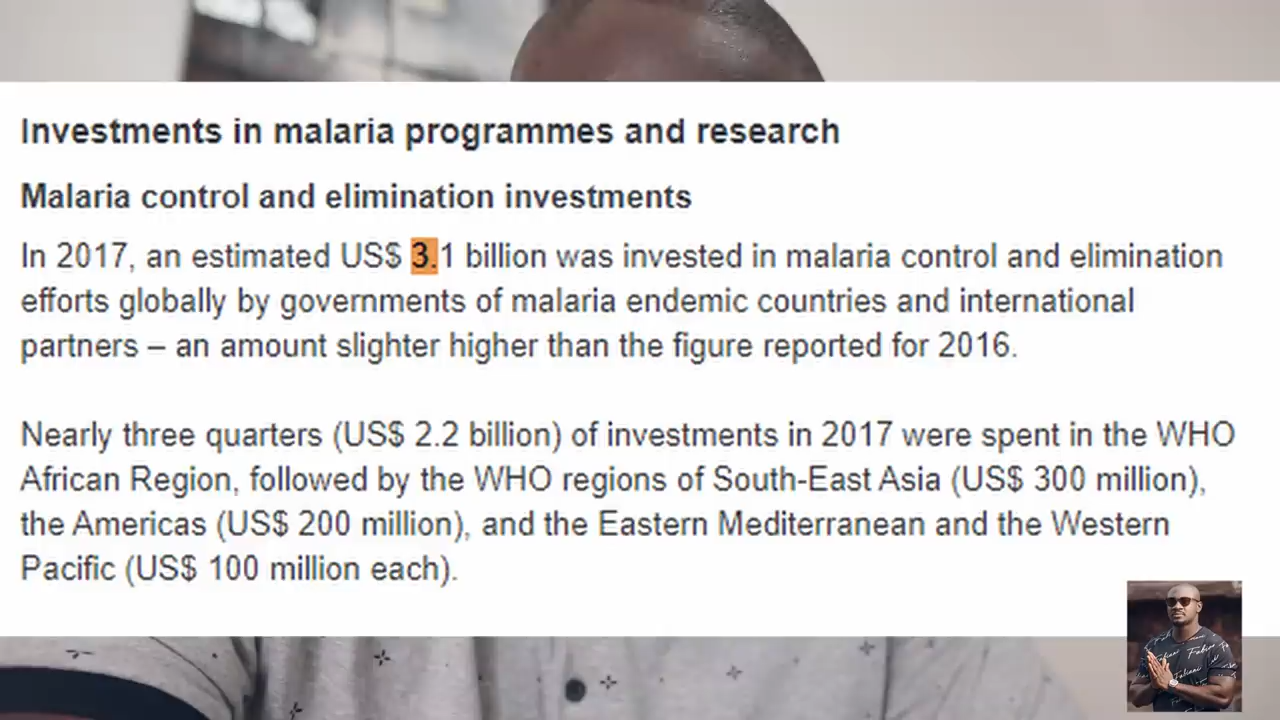 Investments in malaria programmes and research
Malaria control and elimination investments
In 2017, an estimated US$ 3.1 billion was invested in malaria control and elimination
efforts globally by governments of malaria endemic countries and international
partners – an amount slighter higher than the figure reported for 2016.
Nearly three quarters (US$ 2.2 billion) of investments in 2017 were spent in the WHO
African Region, followed by the WHO regions of South-East Asia (US$ 300 million),
the Americas (US$ 200 million), and the Eastern Mediterranean and the Western
Pacific (US$ 100 million each).